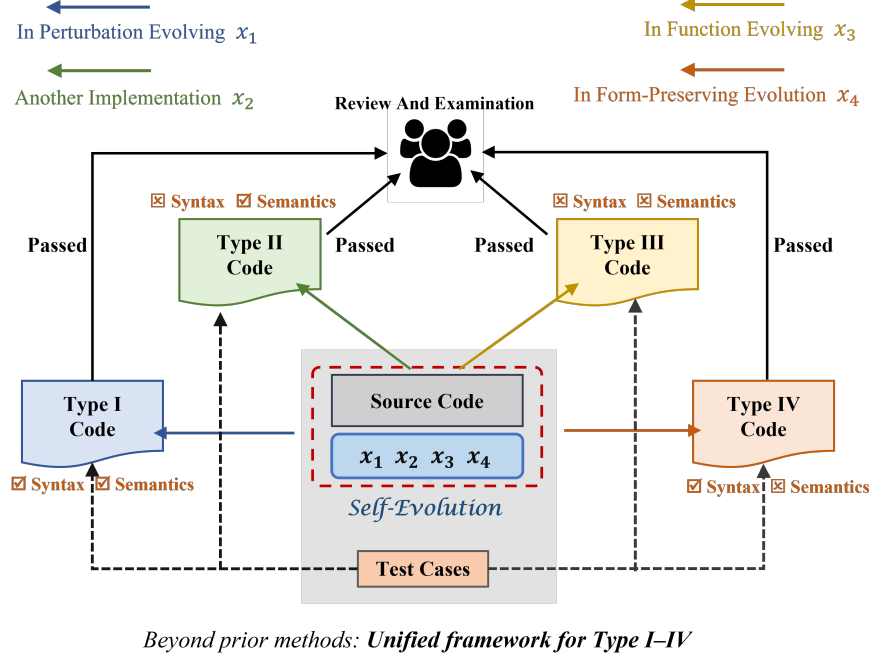 In Perturbation Evolving x₁
In Function Evolving x₃
Another Implementation x₂
In Form-Preserving Evolution x₄
Review And Examination
☒ Syntax ☑ Semantics
☒ Syntax ☒ Semantics
Passed
Type II
Code
Passed
Passed
Type III
Code
Passed
Type I
Code
Source Code
Type IV
Code
x₁ x₂ x₃ x₄
☑ Syntax ☑ Semantics
☑ Syntax ☒ Semantics
Self-Evolution
Test Cases
Beyond prior methods: Unified framework for Type I–IV